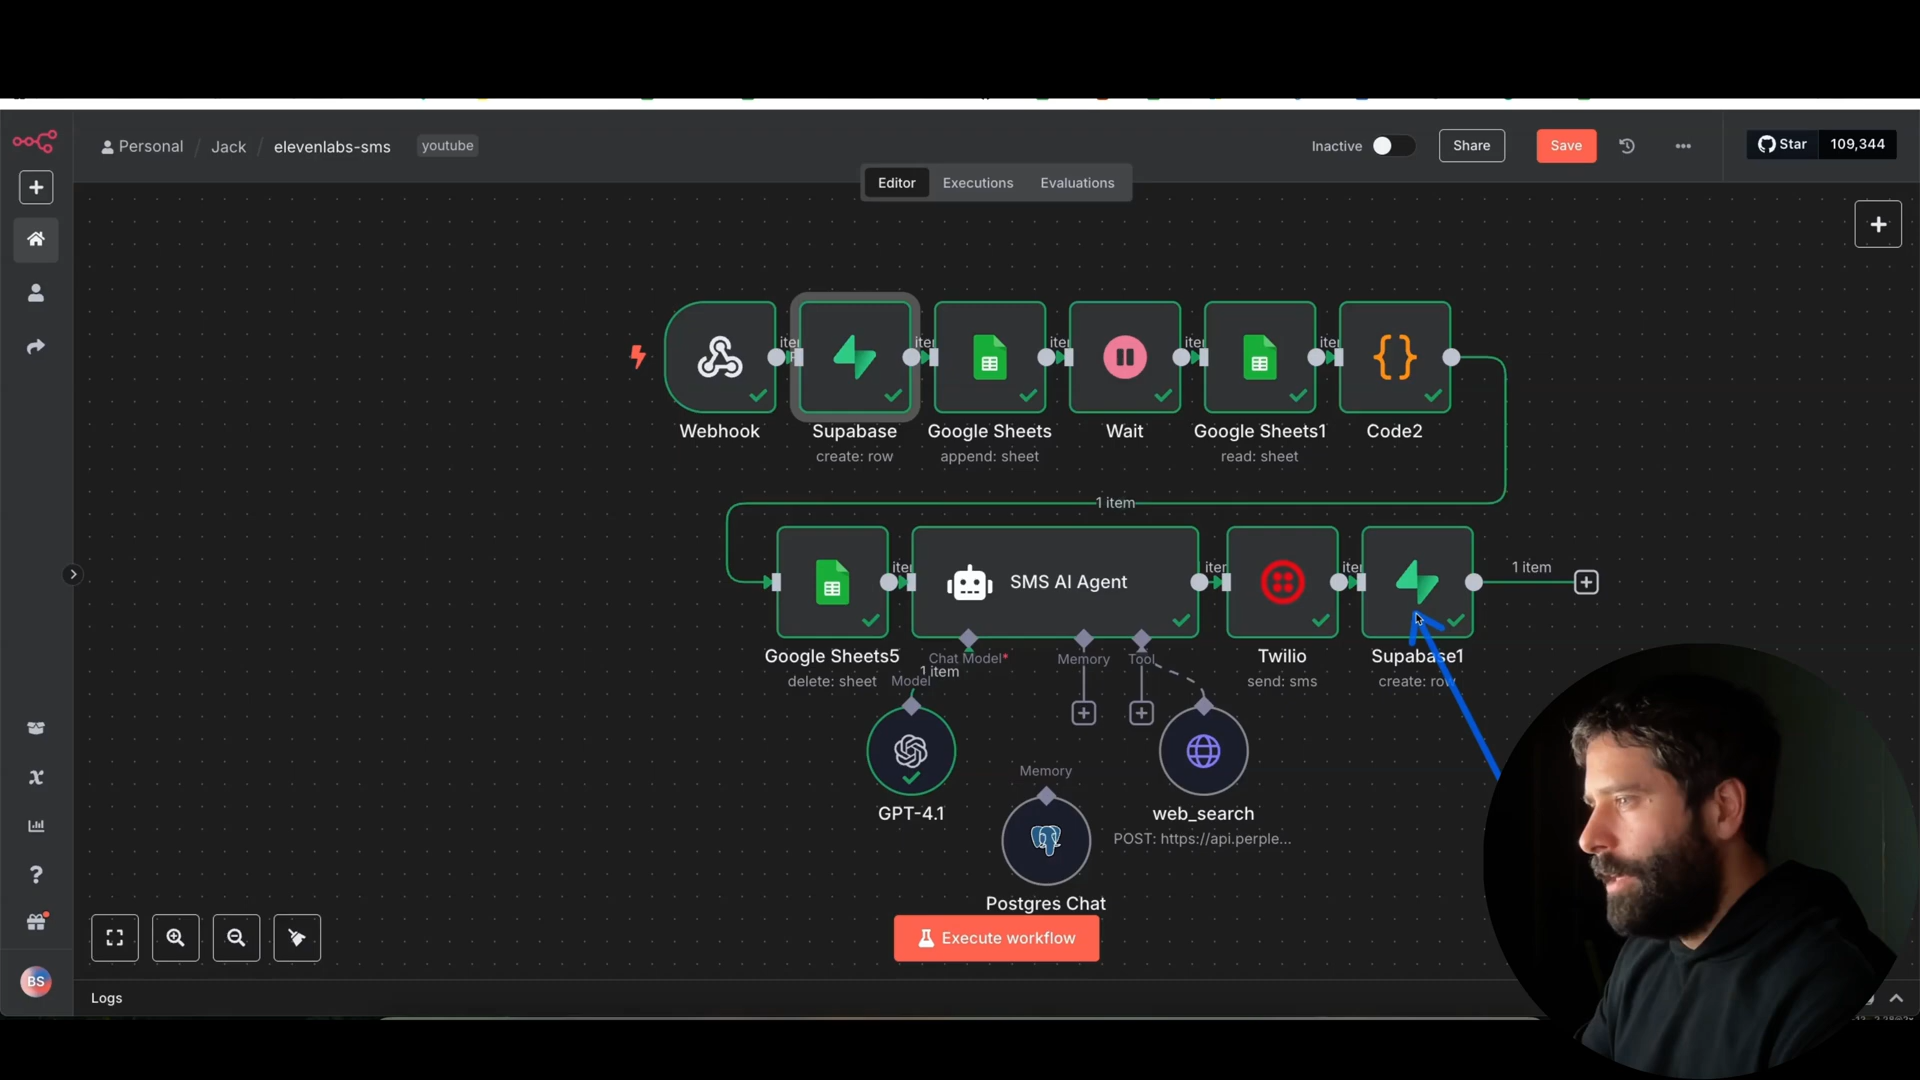 Personal / Jack / elevenlabs-sms youtube
Inactive Share Save ••• Star 109,344
Editor Executions Evaluations
Webhook
Supabase
create: row
Google Sheets
append: sheet
Wait
Google Sheets1
read: sheet
Code2
1 item
Google Sheets5
delete: sheet
SMS AI Agent
Chat Model*
Memory
Tool
Twilio
send: sms
Supabase1
create: row
1 item
1 item
Model
GPT-4.1
Memory
Postgres Chat
web_search
POST: https://api.perple...
Execute workflow
BS
Logs